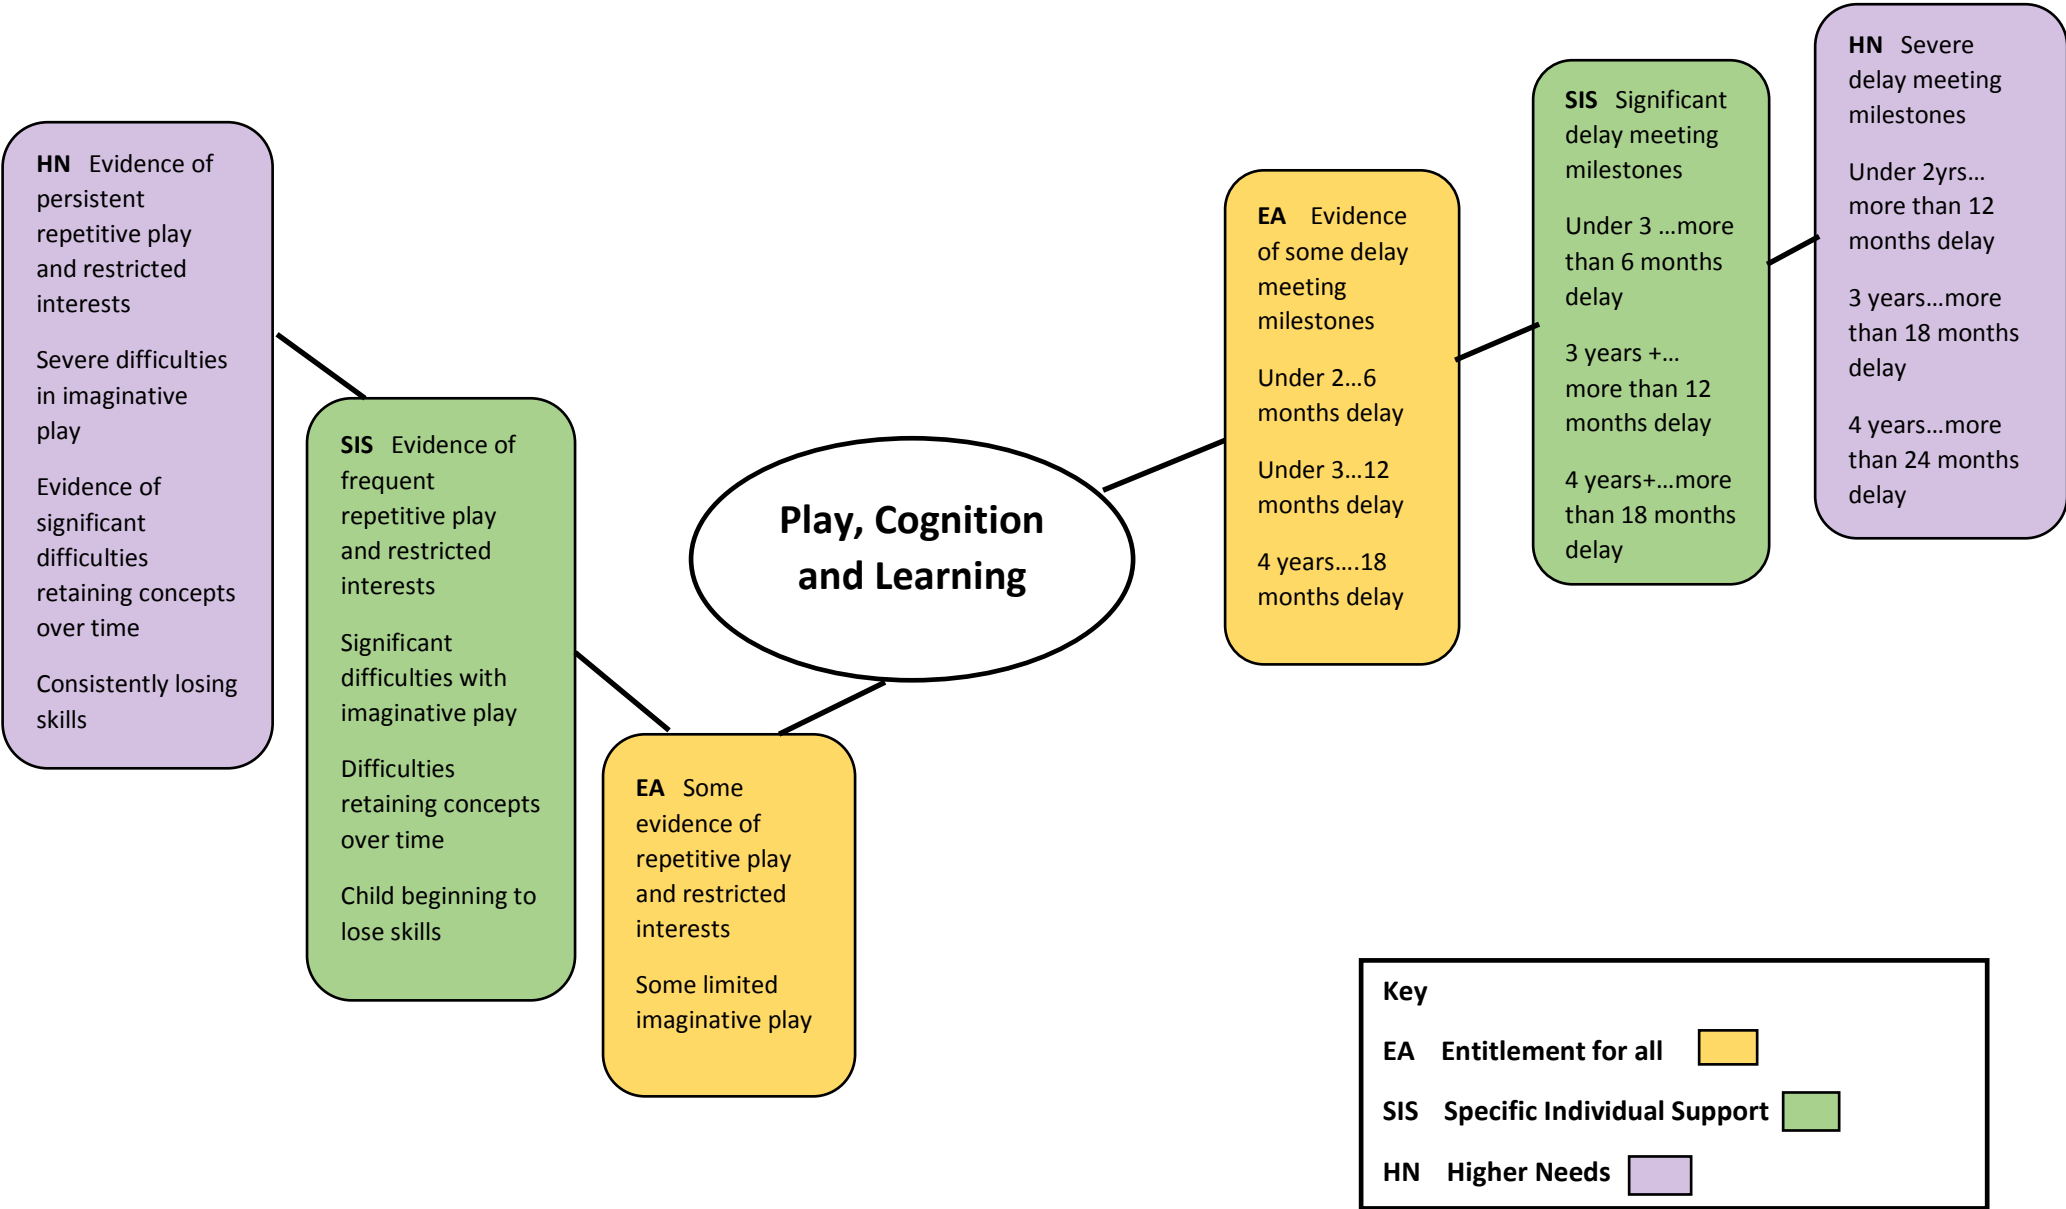 HN Evidence of
persistent
repetitive play
and restricted
interests
Severe difficulties
in imaginative
play
Evidence of
significant
difficulties
retaining concepts
over time
Consistently losing
skills
SIS Evidence of
frequent
repetitive play
and restricted
interests
Significant
difficulties with
imaginative play
Difficulties
retaining concepts
over time
Child beginning to
lose skills
EA Some
evidence of
repetitive play
and restricted
interests
Some limited
imaginative play
Play, Cognition
and Learning
EA Evidence
of some delay
meeting
milestones
Under 2…6
months delay
Under 3…12
months delay
4 years….18
months delay
SIS Significant
delay meeting
milestones
Under 3 …more
than 6 months
delay
3 years +…
more than 12
months delay
4 years+…more
than 18 months
delay
HN Severe
delay meeting
milestones
Under 2yrs…
more than 12
months delay
3 years…more
than 18 months
delay
4 years…more
than 24 months
delay
Key
EA Entitlement for all
SIS Specific Individual Support
HN Higher Needs